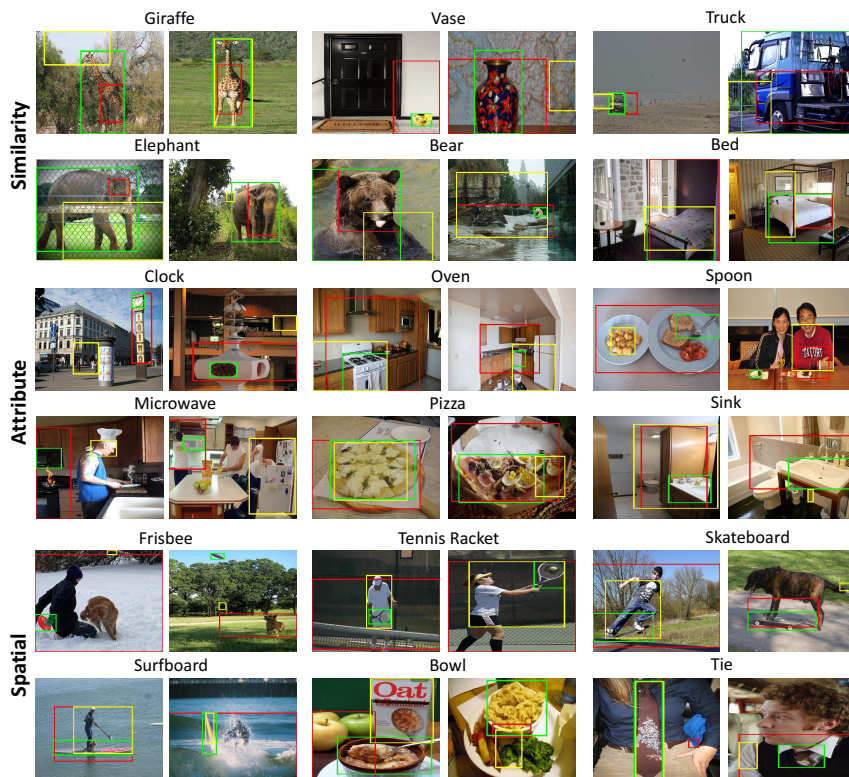 Giraffe Vase Truck
Similarity
WELCOME
Elephant Bear Bed
Clock Oven Spoon
Attribute
Microwave Pizza Sink
Frisbee Tennis Racket Skateboard
Spatial
Surfboard Bowl Tie
Oat